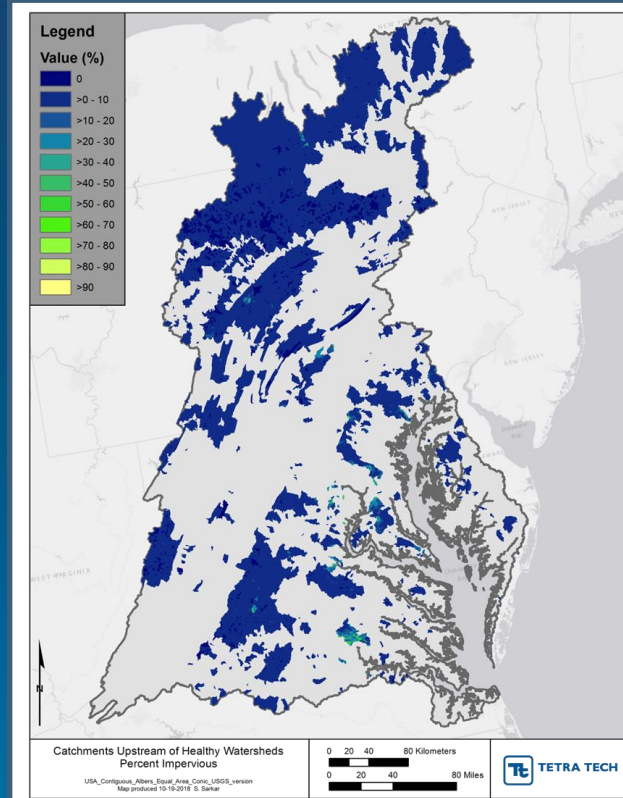 Legend
Value (%)
0
>0 - 10
>10 - 20
>20 - 30
>30 - 40
>40 - 50
>50 - 60
>60 - 70
>70 - 80
>80 - 90
>90
NEW JERSEY
NEW JERSEY
WEST VIRGINIA
N
Catchments Upstream of Healthy Watersheds
Percent Impervious
USA_Contiguous_Albers_Equal_Area_Conic_USGS_version
Map produced 10-19-2018 S. Sarkar
0 20 40 80 Kilometers
0 20 40 80 Miles
Tt TETRA TECH